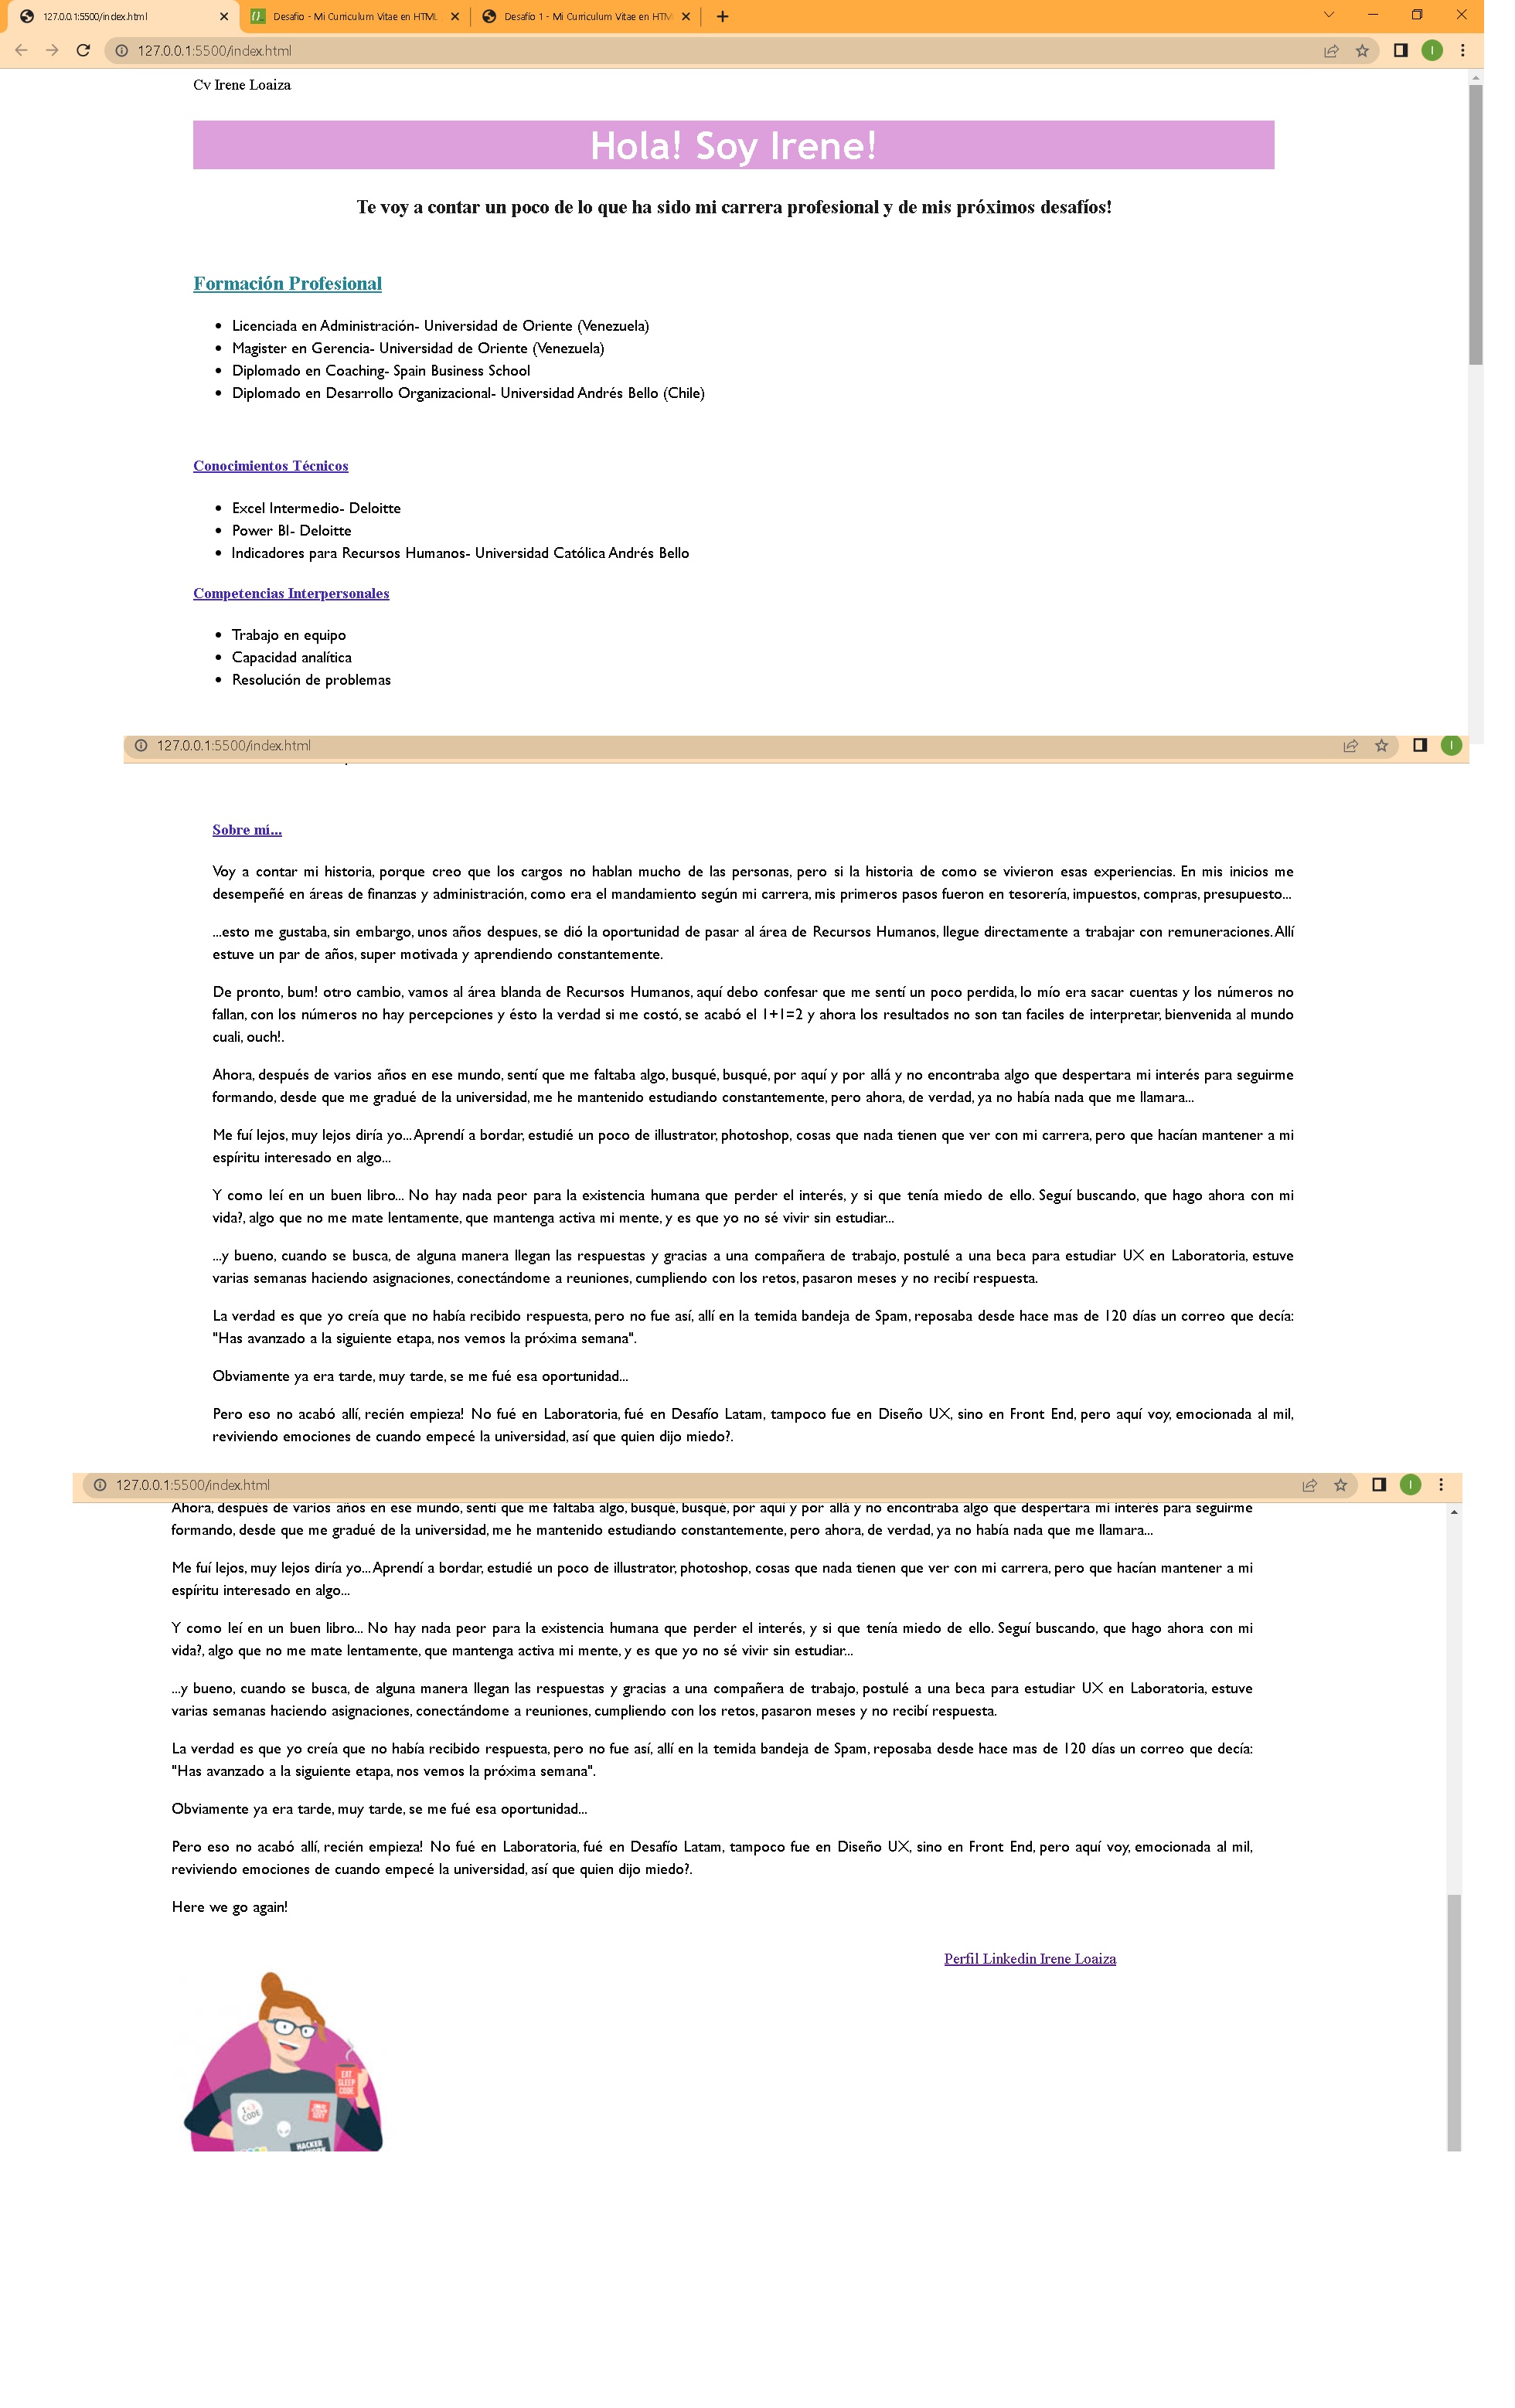 127.0.0.1:5500/index.html
Desafio - Mi Curriculum Vitae en HTML
Desafío 1 - Mi Curriculum Vitae en HTM
127.0.0.1:5500/index.html
I
Cv Irene Loaiza
Hola! Soy Irene!
Te voy a contar un poco de lo que ha sido mi carrera profesional y de mis próximos desafíos!
Formación Profesional
Licenciada en Administración- Universidad de Oriente (Venezuela)
Magister en Gerencia- Universidad de Oriente (Venezuela)
Diplomado en Coaching- Spain Business School
Diplomado en Desarrollo Organizacional- Universidad Andrés Bello (Chile)
Conocimientos Técnicos
Excel Intermedio- Deloitte
Power BI- Deloitte
Indicadores para Recursos Humanos- Universidad Católica Andrés Bello
Competencias Interpersonales
Trabajo en equipo
Capacidad analítica
Resolución de problemas
127.0.0.1:5500/index.html
I
Sobre mí...
Voy a contar mi historia, porque creo que los cargos no hablan mucho de las personas, pero si la historia de como se vivieron esas experiencias. En mis inicios me
desempeñé en áreas de finanzas y administración, como era el mandamiento según mi carrera, mis primeros pasos fueron en tesorería, impuestos, compras, presupuesto...
...esto me gustaba, sin embargo, unos años despues, se dió la oportunidad de pasar al área de Recursos Humanos, llegue directamente a trabajar con remuneraciones. Allí
estuve un par de años, super motivada y aprendiendo constantemente.
De pronto, bum! otro cambio, vamos al área blanda de Recursos Humanos, aquí debo confesar que me sentí un poco perdida, lo mío era sacar cuentas y los números no
fallan, con los números no hay percepciones y ésto la verdad si me costó, se acabó el 1+1=2 y ahora los resultados no son tan faciles de interpretar, bienvenida al mundo
cuali, ouch!.
Ahora, después de varios años en ese mundo, sentí que me faltaba algo, busqué, busqué, por aquí y por allá y no encontraba algo que despertara mi interés para seguirme
formando, desde que me gradué de la universidad, me he mantenido estudiando constantemente, pero ahora, de verdad, ya no había nada que me llamara...
Me fuí lejos, muy lejos diría yo... Aprendí a bordar, estudié un poco de illustrator, photoshop, cosas que nada tienen que ver con mi carrera, pero que hacían mantener a mi
espíritu interesado en algo...
Y como leí en un buen libro... No hay nada peor para la existencia humana que perder el interés, y si que tenía miedo de ello. Seguí buscando, que hago ahora con mi
vida?, algo que no me mate lentamente, que mantenga activa mi mente, y es que yo no sé vivir sin estudiar...
...y bueno, cuando se busca, de alguna manera llegan las respuestas y gracias a una compañera de trabajo, postulé a una beca para estudiar UX en Laboratoria, estuve
varias semanas haciendo asignaciones, conectándome a reuniones, cumpliendo con los retos, pasaron meses y no recibí respuesta.
La verdad es que yo creía que no había recibido respuesta, pero no fue así, allí en la temida bandeja de Spam, reposaba desde hace mas de 120 días un correo que decía:
"Has avanzado a la siguiente etapa, nos vemos la próxima semana".
Obviamente ya era tarde, muy tarde, se me fué esa oportunidad...
Pero eso no acabó allí, recién empieza! No fué en Laboratoria, fué en Desafío Latam, tampoco fue en Diseño UX, sino en Front End, pero aquí voy, emocionada al mil,
reviviendo emociones de cuando empecé la universidad, así que quien dijo miedo?.
127.0.0.1:5500/index.html
I
Ahora, después de varios años en ese mundo, sentí que me faltaba algo, busqué, busqué, por aquí y por allá y no encontraba algo que despertara mi interés para seguirme
formando, desde que me gradué de la universidad, me he mantenido estudiando constantemente, pero ahora, de verdad, ya no había nada que me llamara...
Me fuí lejos, muy lejos diría yo... Aprendí a bordar, estudié un poco de illustrator, photoshop, cosas que nada tienen que ver con mi carrera, pero que hacían mantener a mi
espíritu interesado en algo...
Y como leí en un buen libro... No hay nada peor para la existencia humana que perder el interés, y si que tenía miedo de ello. Seguí buscando, que hago ahora con mi
vida?, algo que no me mate lentamente, que mantenga activa mi mente, y es que yo no sé vivir sin estudiar...
...y bueno, cuando se busca, de alguna manera llegan las respuestas y gracias a una compañera de trabajo, postulé a una beca para estudiar UX en Laboratoria, estuve
varias semanas haciendo asignaciones, conectándome a reuniones, cumpliendo con los retos, pasaron meses y no recibí respuesta.
La verdad es que yo creía que no había recibido respuesta, pero no fue así, allí en la temida bandeja de Spam, reposaba desde hace mas de 120 días un correo que decía:
"Has avanzado a la siguiente etapa, nos vemos la próxima semana".
Obviamente ya era tarde, muy tarde, se me fué esa oportunidad...
Pero eso no acabó allí, recién empieza! No fué en Laboratoria, fué en Desafío Latam, tampoco fue en Diseño UX, sino en Front End, pero aquí voy, emocionada al mil,
reviviendo emociones de cuando empecé la universidad, así que quien dijo miedo?.
Here we go again!
Perfil Linkedin Irene Loaiza
EAT
SLEEP
CODE
CODE
HACKER